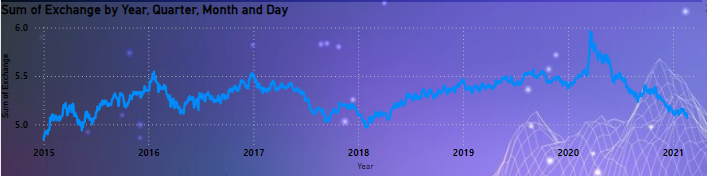 Sum of Exchange by Year, Quarter, Month and Day
6.0
5.5
5.0
Sum of Exchange
2015 2016 2017 2018 2019 2020 2021
Year